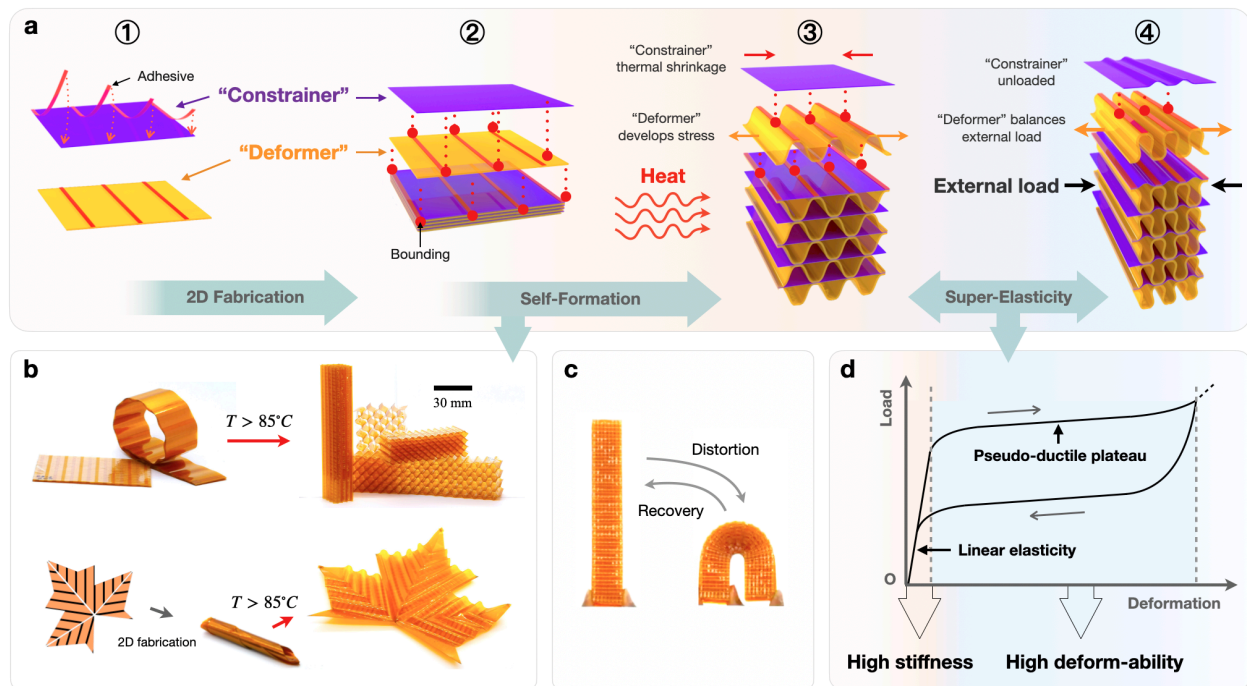 a
①
②
③
④
Adhesive
“Constrainer”
“Deformer”
Bounding
“Constrainer”
thermal shrinkage
“Deformer”
develops stress
Heat
“Constrainer”
unloaded
“Deformer” balances
external load
External load
2D Fabrication
Self-Formation
Super-Elasticity
b
T > 85°C
30 mm
2D fabrication
T > 85°C
c
Distortion
Recovery
d
Load
Pseudo-ductile plateau
Linear elasticity
O
Deformation
High stiffness
High deform-ability